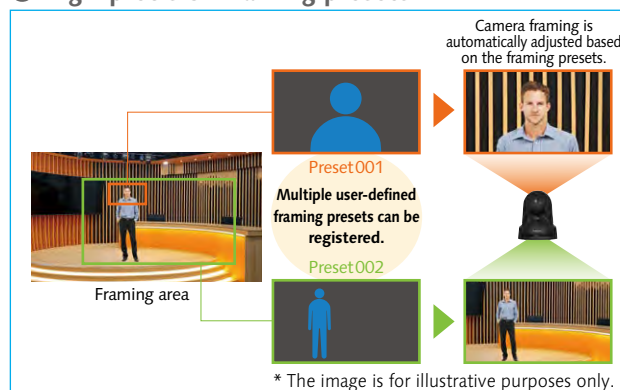 Camera framing is
automatically adjusted based
on the framing presets.
Preset001
Multiple user-defined
framing presets can be
registered.
Preset002
Framing area
* The image is for illustrative purposes only.